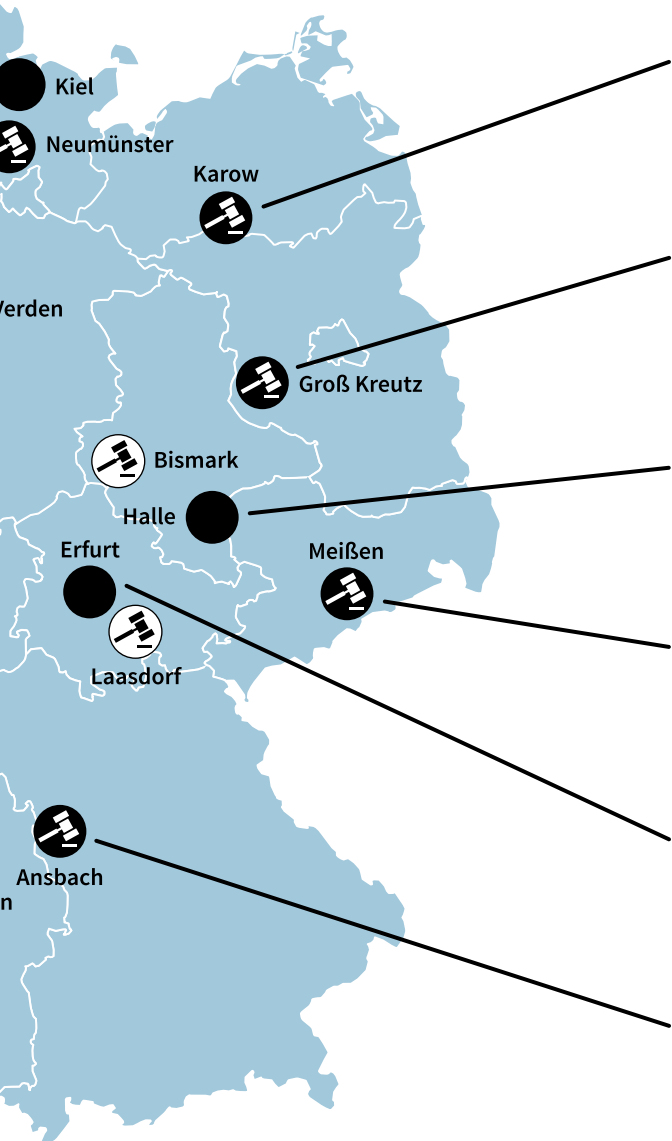 Kiel
Neumünster
Karow
Verden
Groß Kreutz
Bismark
Halle
Erfurt
Meißen
Laasdorf
Ansbach
n